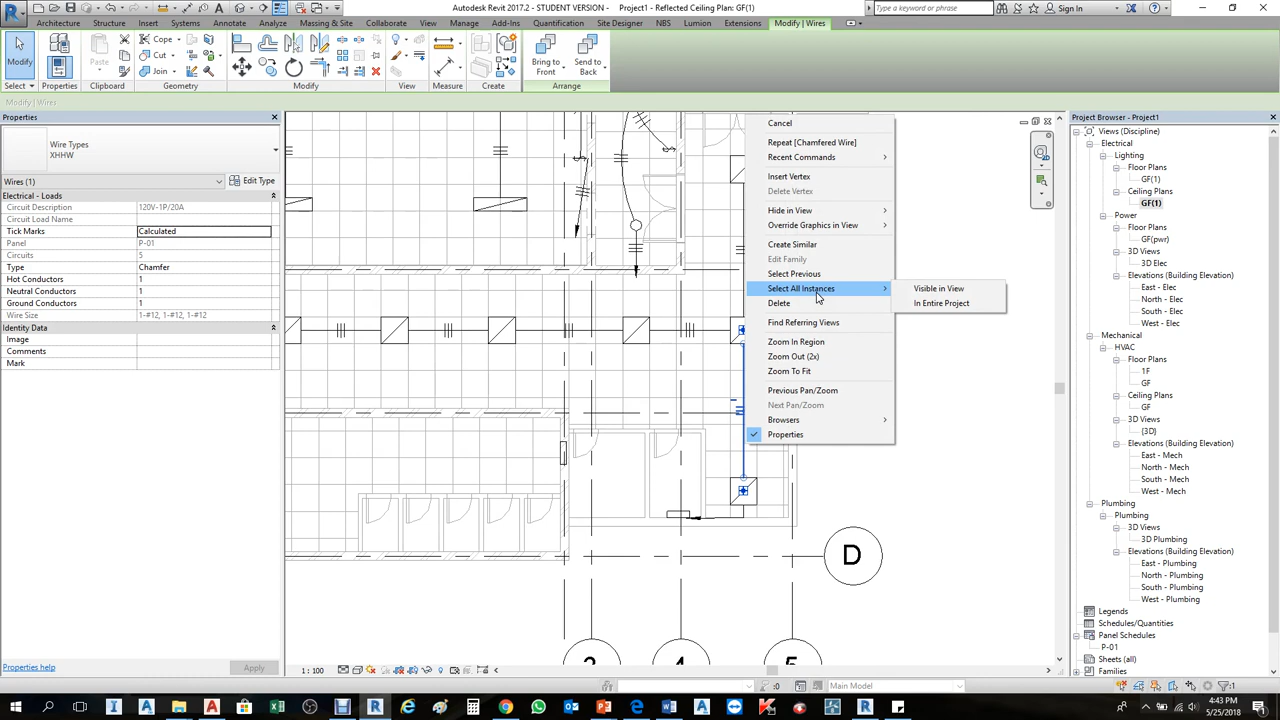 Autodesk Revit 2017.2 - STUDENT VERSION - Project1 - Reflected Ceiling Plan: GF(1)
Type a keyword or phrase
Sign In
Architecture Structure Insert Systems Annotate Analyze Massing & Site Collaborate View Manage Add-Ins Quantification Site Designer NBS Lumion Extensions Modify | Wires
Modify
Paste
Cope
Cut
Join
Bring to Front
Send to Back
Select Properties Clipboard Geometry Modify View Measure Create Arrange
Modify | Wires
Properties
Wire Types
XHHW
Wires (1)
Edit Type
Electrical - Loads
Circuit Description 120V-1P/20A
Circuit Load Name
Tick Marks Calculated
Panel P-01
Circuits 5
Type Chamfer
Hot Conductors 1
Neutral Conductors 1
Ground Conductors 1
Wire Size 1-#12, 1-#12, 1-#12
Identity Data
Image
Comments
Mark
Properties help
Apply
Cancel
Repeat [Chamfered Wire]
Recent Commands
Insert Vertex
Delete Vertex
Hide in View
Override Graphics in View
Create Similar
Edit Family
Select Previous
Select All Instances
Delete
Find Referring Views
Zoom In Region
Zoom Out (2x)
Zoom To Fit
Previous Pan/Zoom
Next Pan/Zoom
Browsers
Properties
Visible in View
In Entire Project
D
3
4
5
1 : 100
Project Browser - Project1
Views (Discipline)
Electrical
Lighting
Floor Plans
GF(1)
Ceiling Plans
GF(1)
Power
Floor Plans
GF(pwr)
3D Views
3D Elec
Elevations (Building Elevation)
East - Elec
North - Elec
South - Elec
West - Elec
Mechanical
HVAC
Floor Plans
1F
GF
Ceiling Plans
GF
3D Views
{3D}
Elevations (Building Elevation)
East - Mech
North - Mech
South - Mech
West - Mech
Plumbing
Plumbing
3D Views
3D Plumbing
Elevations (Building Elevation)
East - Plumbing
North - Plumbing
South - Plumbing
West - Plumbing
Legends
Schedules/Quantities
Panel Schedules
P-01
Sheets (all)
Families
:0
Main Model
:1
4:43 PM
5/25/2018